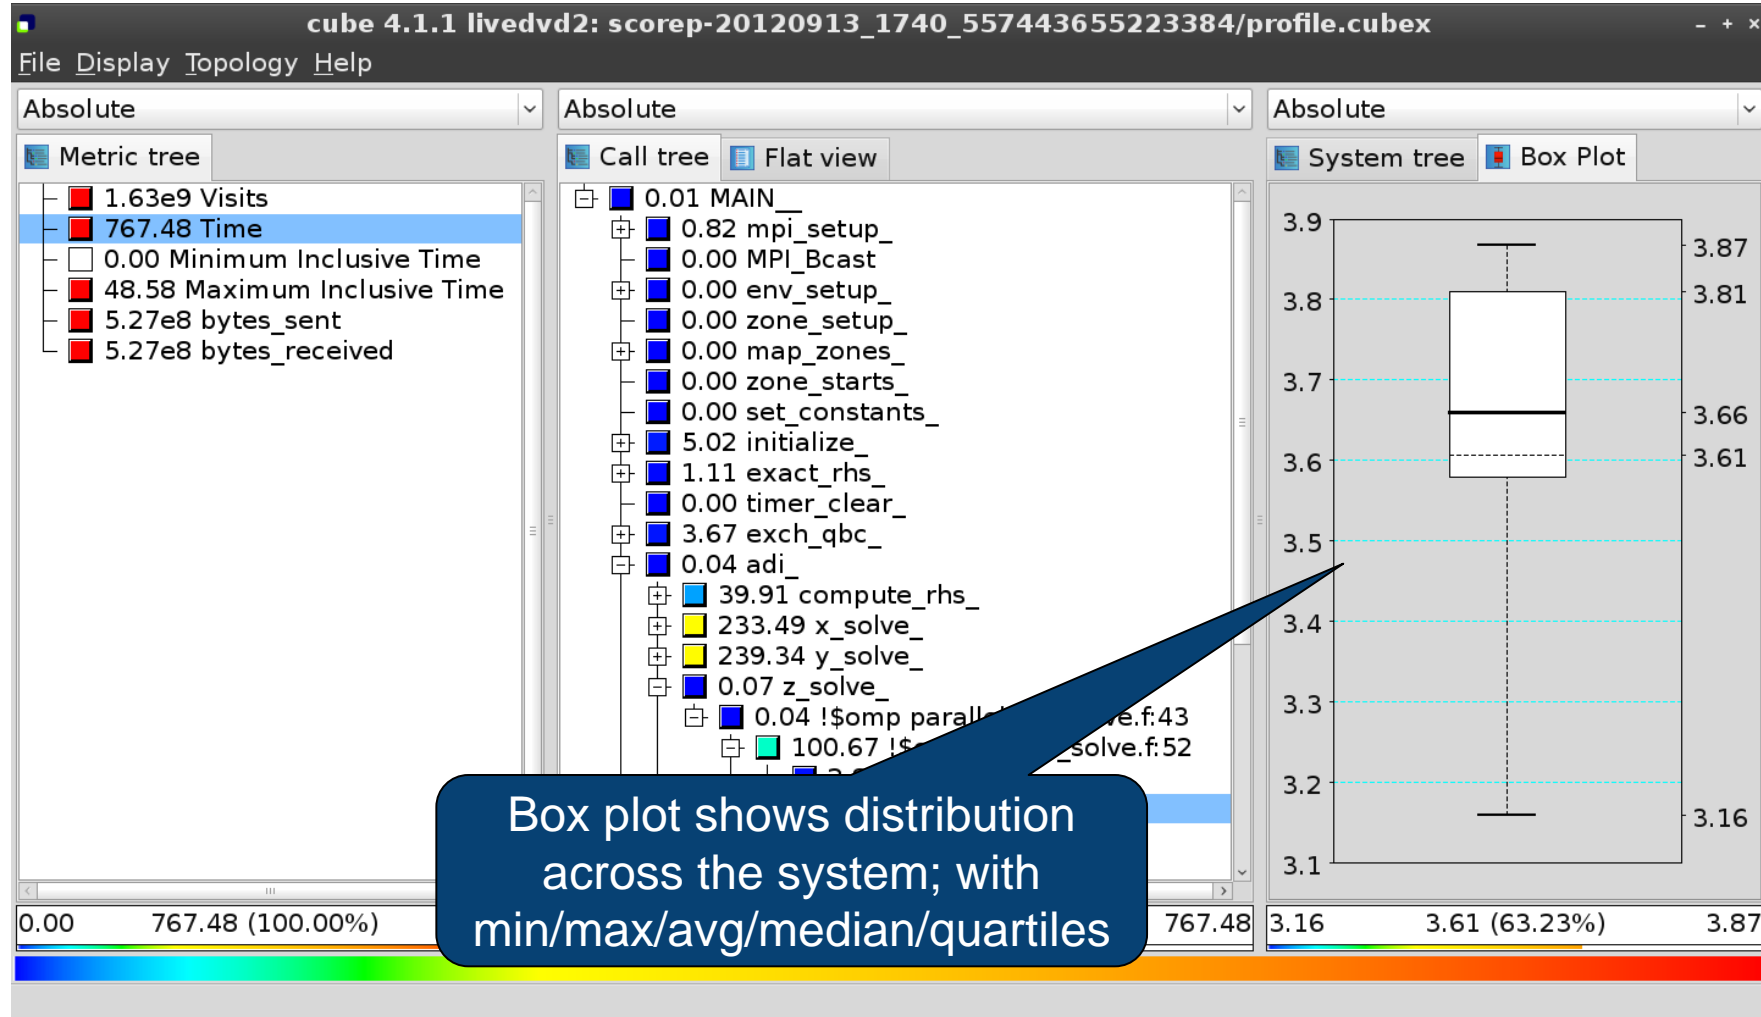 cube 4.1.1 livedvd2: scorep-20120913_1740_557443655223384/profile.cubex
File Display Topology Help
Absolute
Metric tree
1.63e9 Visits
767.48 Time
0.00 Minimum Inclusive Time
48.58 Maximum Inclusive Time
5.27e8 bytes_sent
5.27e8 bytes_received
0.00 767.48 (100.00%)
Absolute
Call tree Flat view
0.01 MAIN__
0.82 mpi_setup_
0.00 MPI_Bcast
0.00 env_setup_
0.00 zone_setup_
0.00 map_zones_
0.00 zone_starts_
0.00 set_constants_
5.02 initialize_
1.11 exact_rhs_
0.00 timer_clear_
3.67 exch_qbc_
0.04 adi_
39.91 compute_rhs_
233.49 x_solve_
239.34 y_solve_
0.07 z_solve_
0.04 !$omp ve.f:43
100.67 _solve.f:52
767.48
Absolute
System tree Box Plot
3.9
3.8
3.7
3.6
3.5
3.4
3.3
3.2
3.1
3.87
3.81
3.66
3.61
3.16
3.16 3.61 (63.23%) 3.87
Box plot shows distribution
across the system; with
min/max/avg/median/quartiles